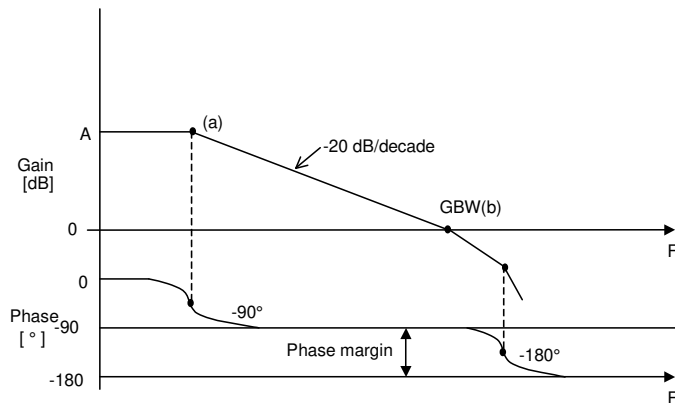 A
(a)
-20 dB/decade
Gain
[dB]
GBW(b)
0
F
0
Phase
[ ° ]
-90°
-90
Phase margin
-180°
-180
F